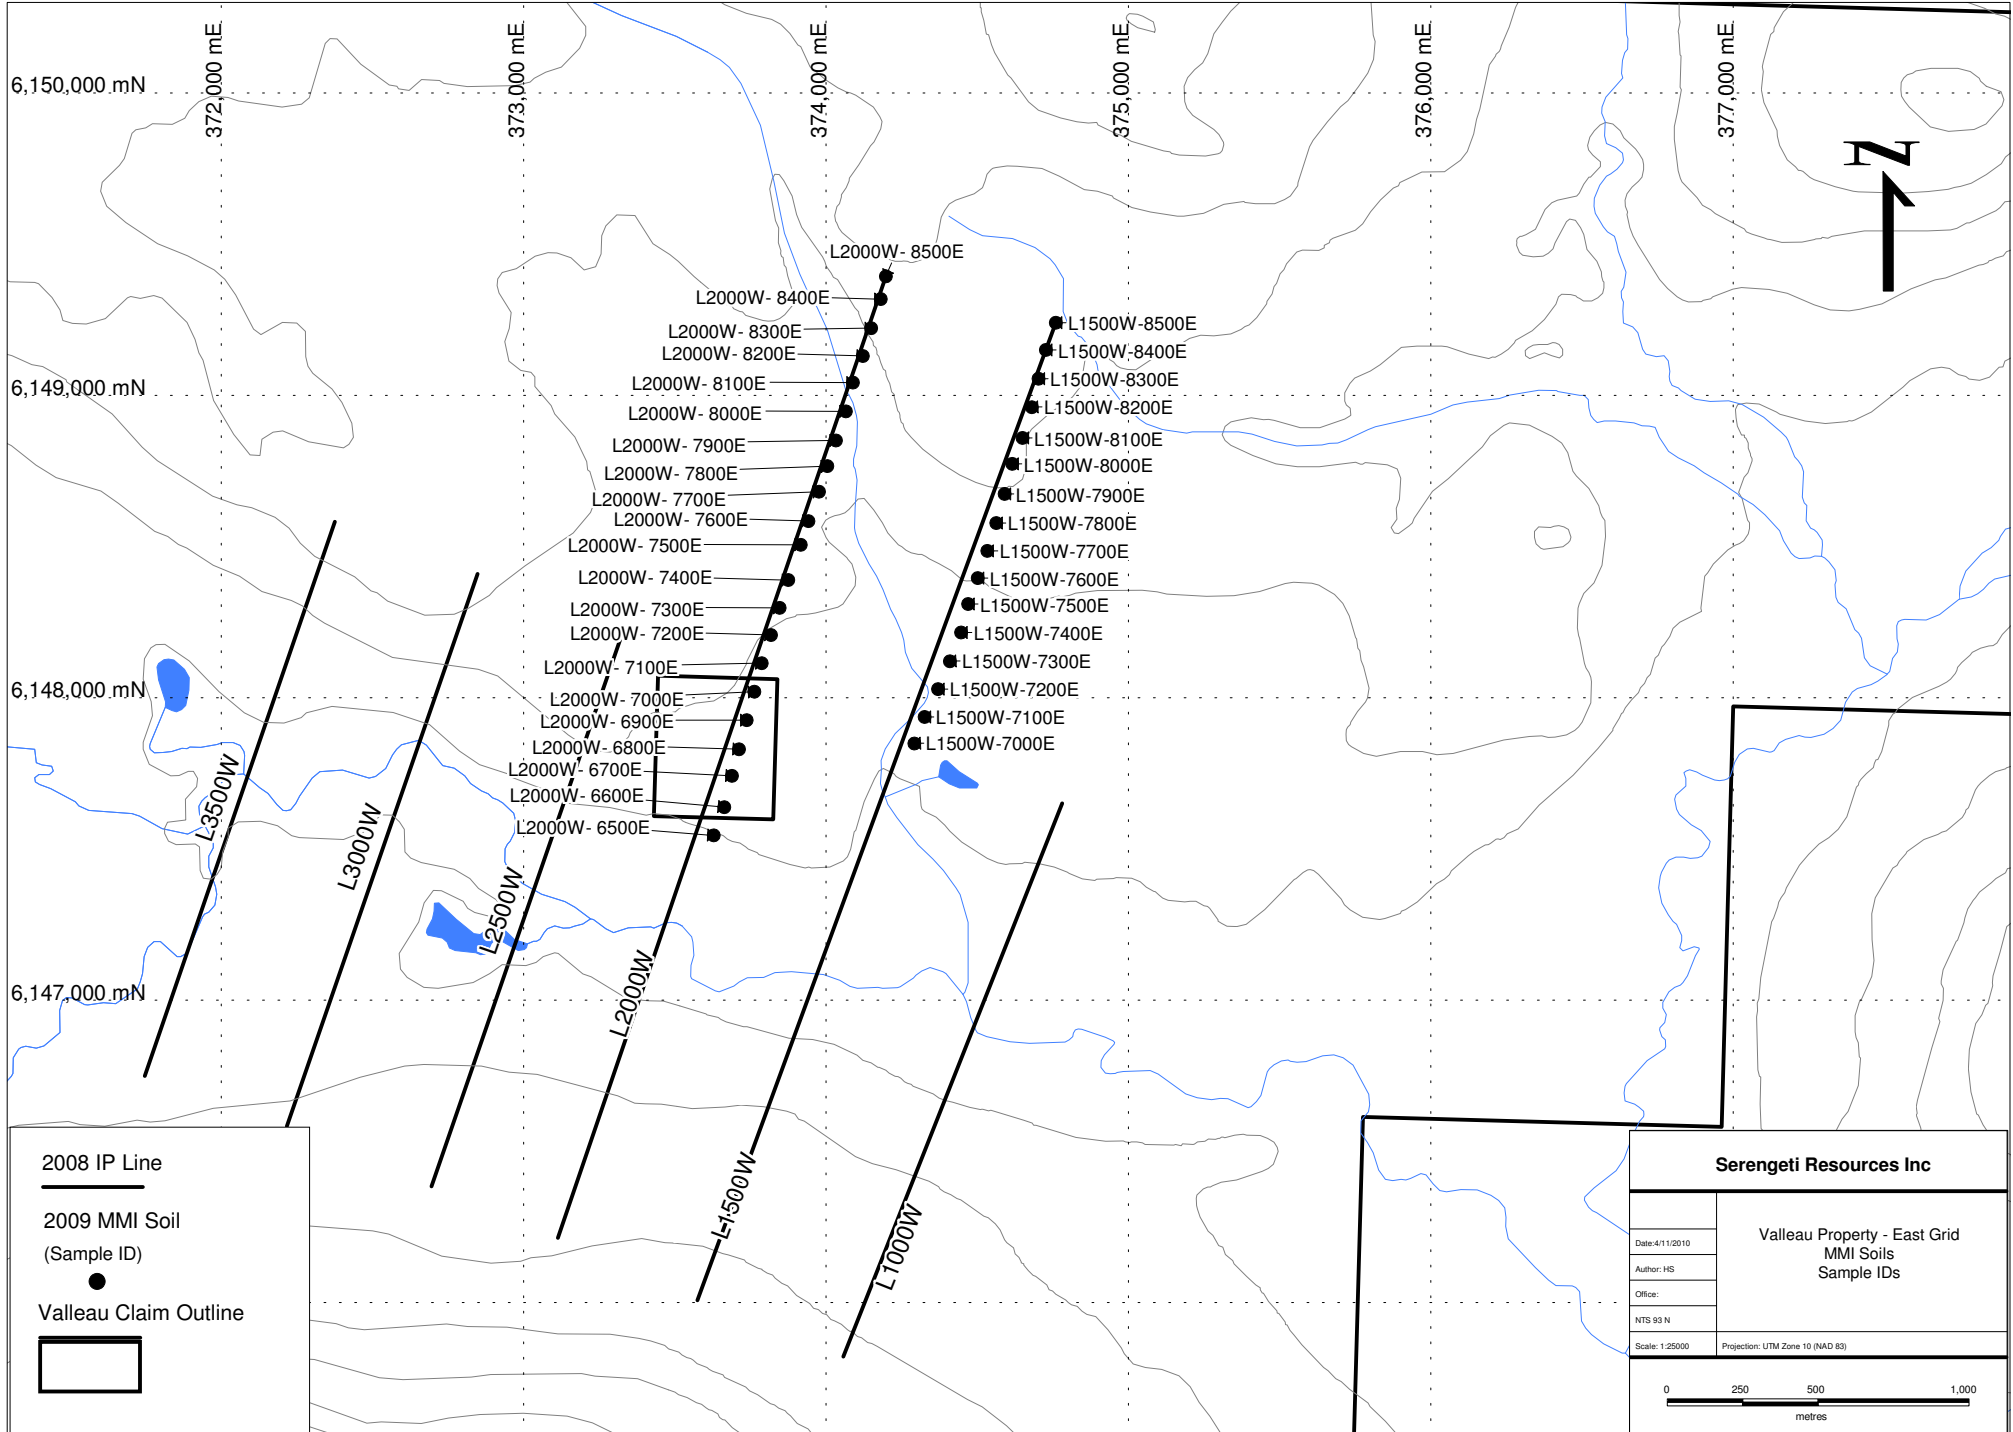 372,000 mE
373,000 mE
374,000 mE
375,000 mE
376,000 mE
377,000 mE
6,150,000 mN
6,149,000 mN
6,148,000 mN
6,147,000 mN
N
L2000W- 8500E
L2000W- 8400E
L2000W- 8300E
L2000W- 8200E
L2000W- 8100E
L2000W- 8000E
L2000W- 7900E
L2000W- 7800E
L2000W- 7700E
L2000W- 7600E
L2000W- 7500E
L2000W- 7400E
L2000W- 7300E
L2000W- 7200E
L2000W- 7100E
L2000W- 7000E
L2000W- 6900E
L2000W- 6800E
L2000W- 6700E
L2000W- 6600E
L2000W- 6500E
L1500W-8500E
L1500W-8400E
L1500W-8300E
L1500W-8200E
L1500W-8100E
L1500W-8000E
L1500W-7900E
L1500W-7800E
L1500W-7700E
L1500W-7600E
L1500W-7500E
L1500W-7400E
L1500W-7300E
L1500W-7200E
L1500W-7100E
L1500W-7000E
L3500W
L3000W
L2500W
L2000W
L1500W
L1000W
2008 IP Line
2009 MMI Soil
(Sample ID)
Valleau Claim Outline
Serengeti Resources Inc
Date:4/11/2010
Author: HS
Office:
NTS 93 N
Scale: 1:25000
Valleau Property - East Grid
MMI Soils
Sample IDs
Projection: UTM Zone 10 (NAD 83)
0 250 500 1,000
metres